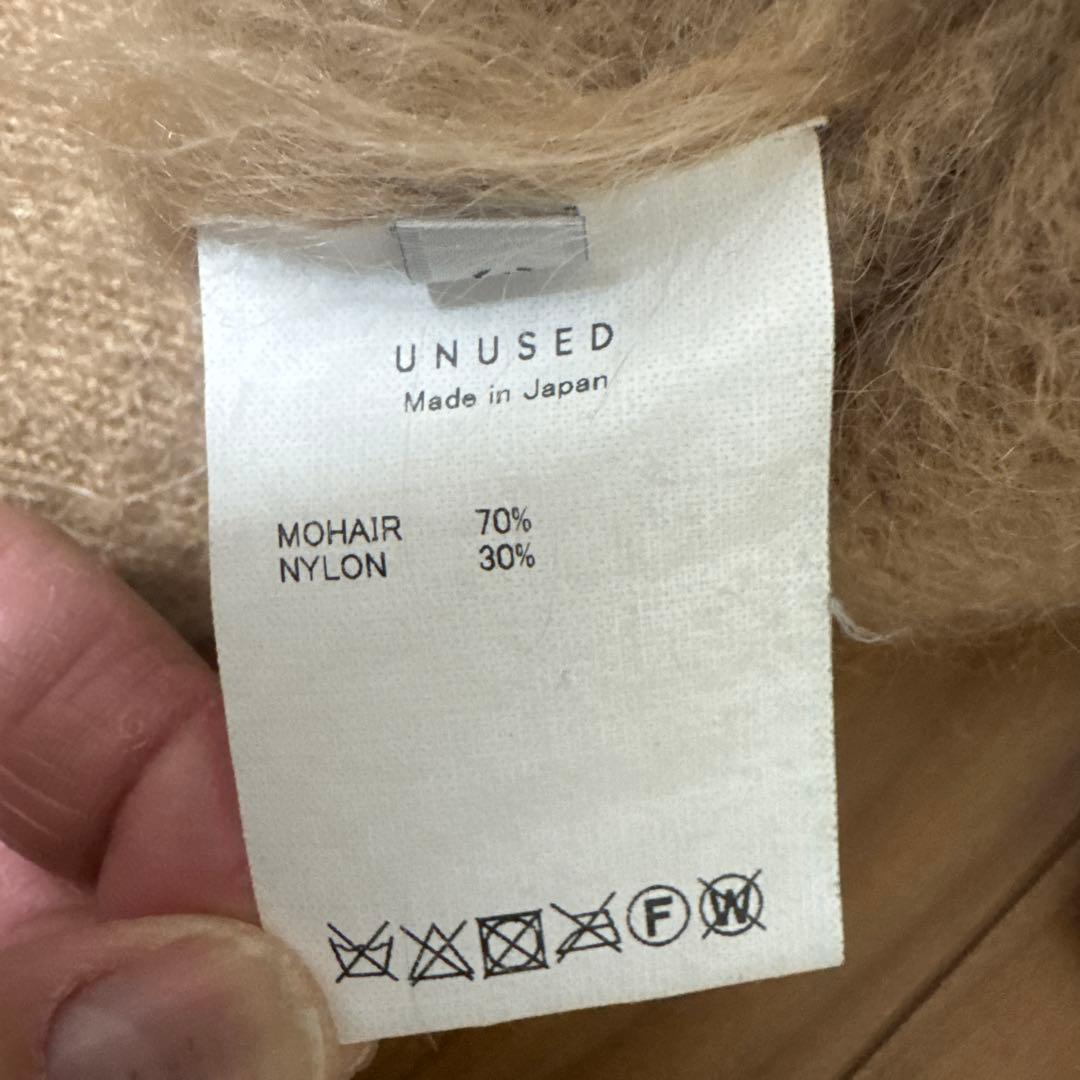 UNUSED
Made in Japan
MOHAIR 70%
NYLON 30%
F W